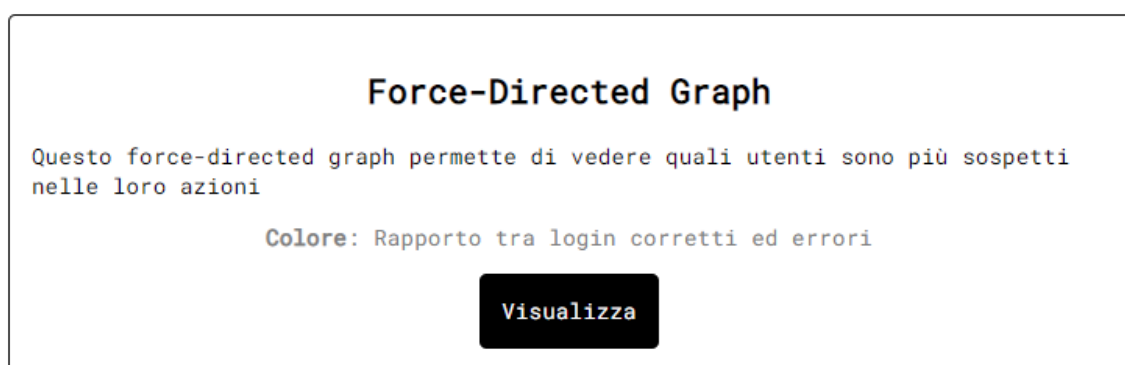 Force-Directed Graph
Questo force-directed graph permette di vedere quali utenti sono più sospetti
nelle loro azioni
Colore: Rapporto tra login corretti ed errori
Visualizza